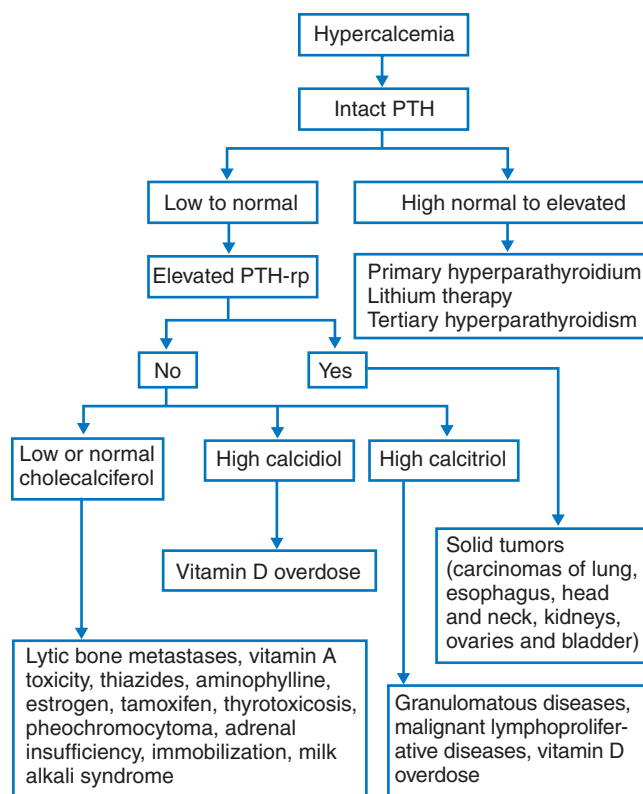 Hypercalcemia
Intact PTH
Low to normal
High normal to elevated
Elevated PTH-rp
Primary hyperparathyroidium
Lithium therapy
Tertiary hyperparathyroidism
No
Yes
Low or normal
cholecalciferol
High calcidiol
High calcitriol
Vitamin D overdose
Solid tumors
(carcinomas of lung,
esophagus, head
and neck, kidneys,
ovaries and bladder)
Lytic bone metastases, vitamin A
toxicity, thiazides, aminophylline,
estrogen, tamoxifen, thyrotoxicosis,
pheochromocytoma, adrenal
insufficiency, immobilization, milk
alkali syndrome
Granulomatous diseases,
malignant lymphoprolifer-
ative diseases, vitamin D
overdose